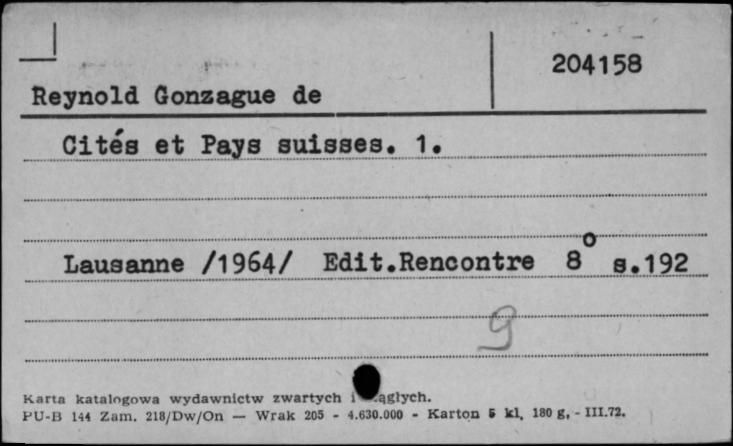 204158
Reynold Gonzague de
Cités et Pays suisses. 1.
Lausanne /1964/ Edit.Rencontre 8° s.192
9
Karta katalogowa wydawnictw zwartych i
PU-B 144 Zam. 218/Dw/On — Wrak 205 - 4.630.000 - Karton 5 kl, 180 g, - III.72.